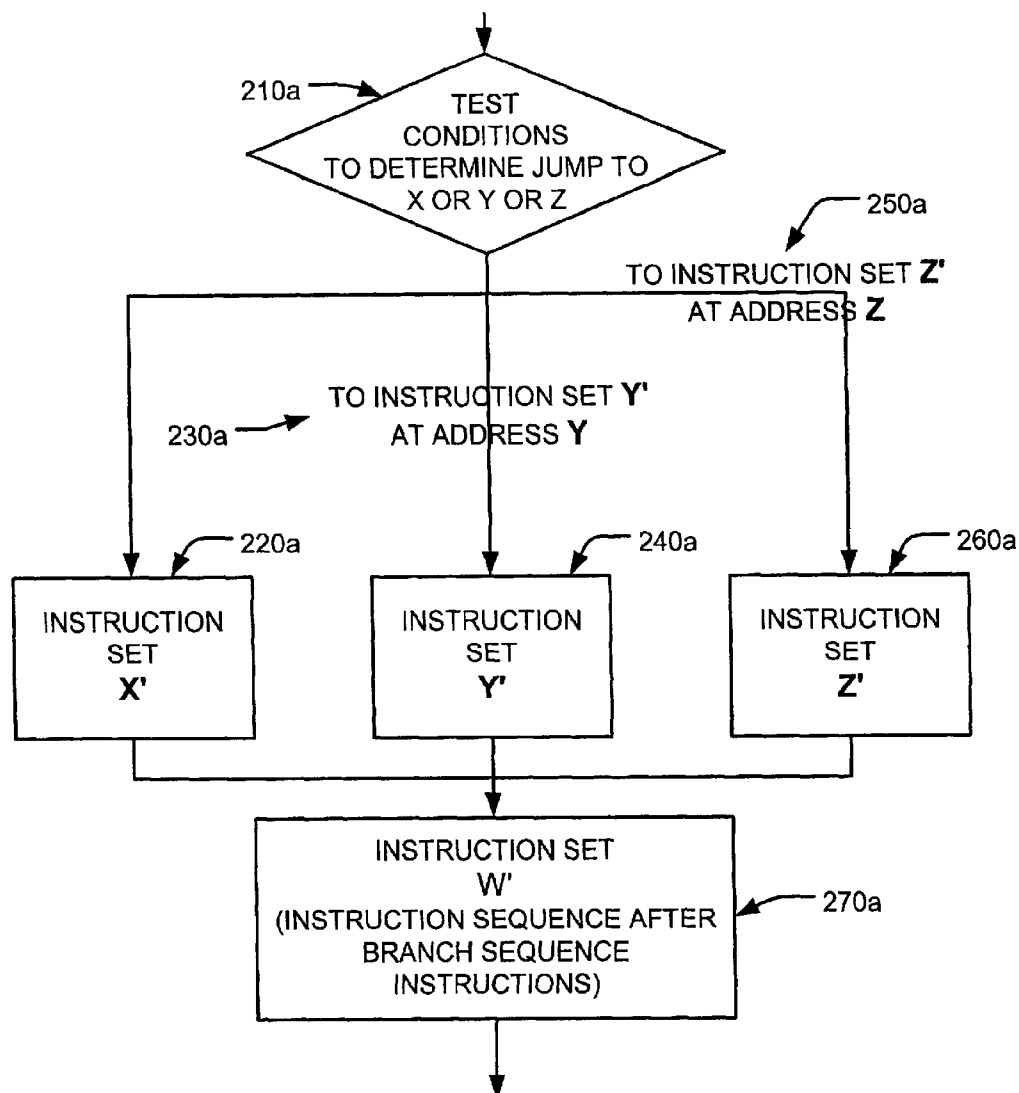 210a
TEST
CONDITIONS
TO DETERMINE JUMP TO
X OR Y OR Z
250a
TO INSTRUCTION SET Z'
AT ADDRESS Z
TO INSTRUCTION SET Y'
AT ADDRESS Y
230a
220a
240a
260a
INSTRUCTION
SET
X'
INSTRUCTION
SET
Y'
INSTRUCTION
SET
Z'
INSTRUCTION SET
W'
(INSTRUCTION SEQUENCE AFTER
BRANCH SEQUENCE
INSTRUCTIONS)
270a